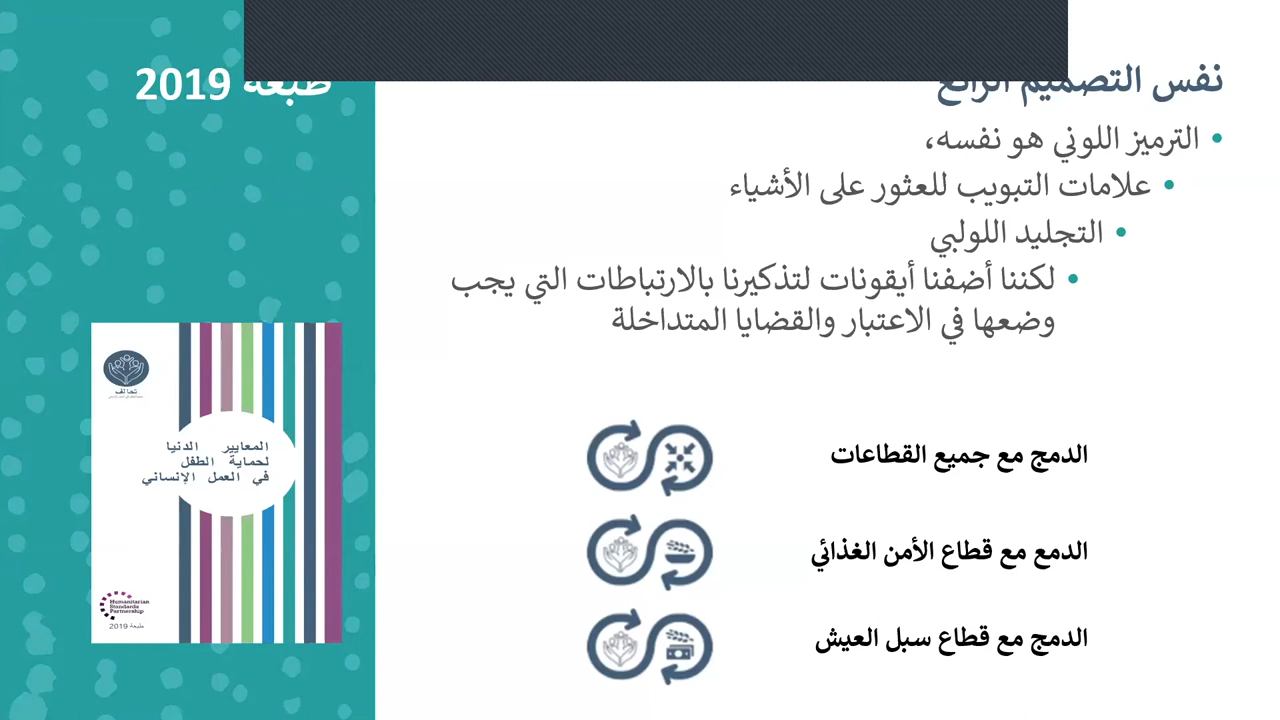 نفس التصميم الرائع
الترميز اللوني هو نفسه،
علامات التبويب للعثور على الأشياء
التجليد اللولبي
لكننا أضفنا أيقونات لتذكيرنا بالارتباطات التي يجب
وضعها في الاعتبار والقضايا المتداخلة
الدمج مع جميع القطاعات
الدمع مع قطاع الأمن الغذائي
الدمج مع قطاع سبل العيش
طبعة 2019
تحالف
المعايير الدنيا
لحماية الطفل
في العمل الإنساني
Humanitarian
Standards
Partnership
طبعة 2019